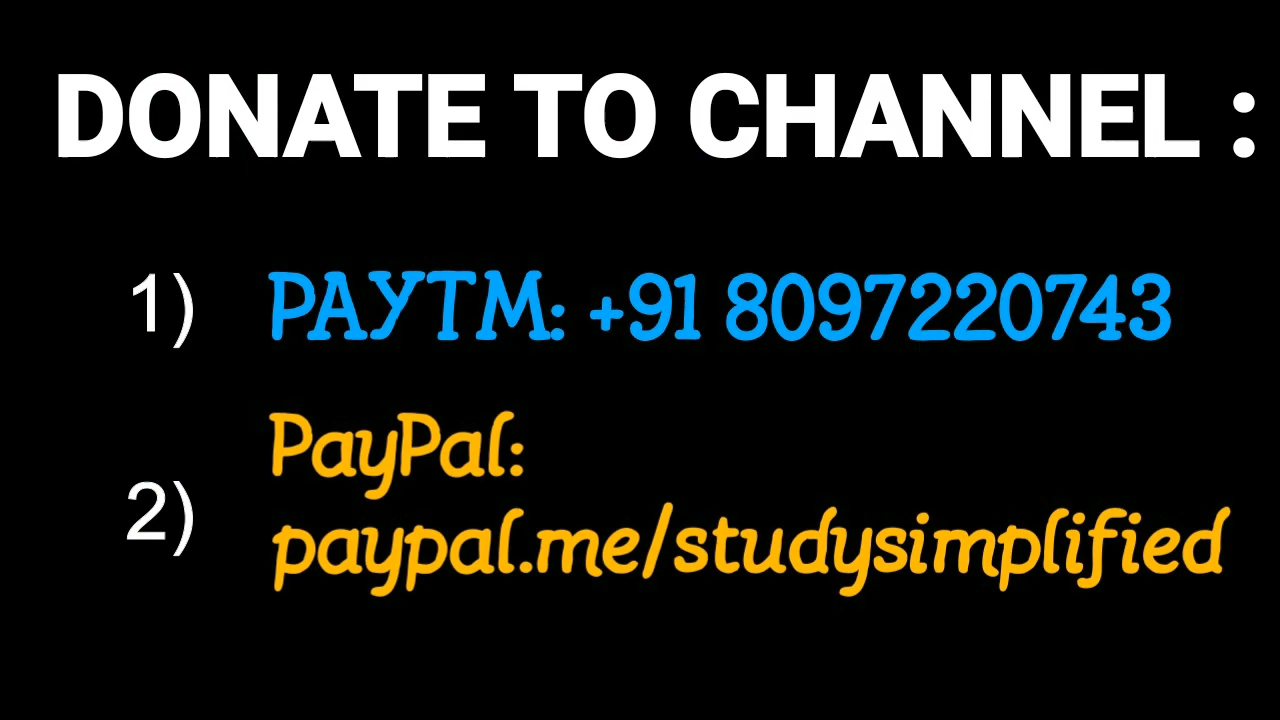 DONATE TO CHANNEL :
1) PAYTM: +91 8097220743
2) PayPal:
paypal.me/studysimplified